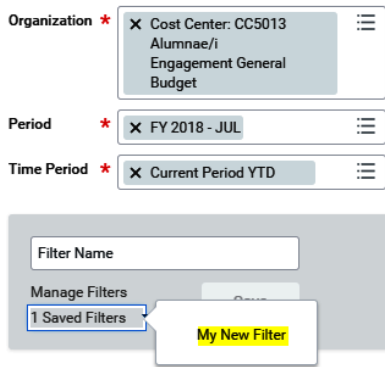 Organization * × Cost Center: CC5013
Alumnae/i
Engagement General
Budget
Period * × FY 2018 - JUL
Time Period * × Current Period YTD
Filter Name
Manage Filters
Save
1 Saved Filters
My New Filter